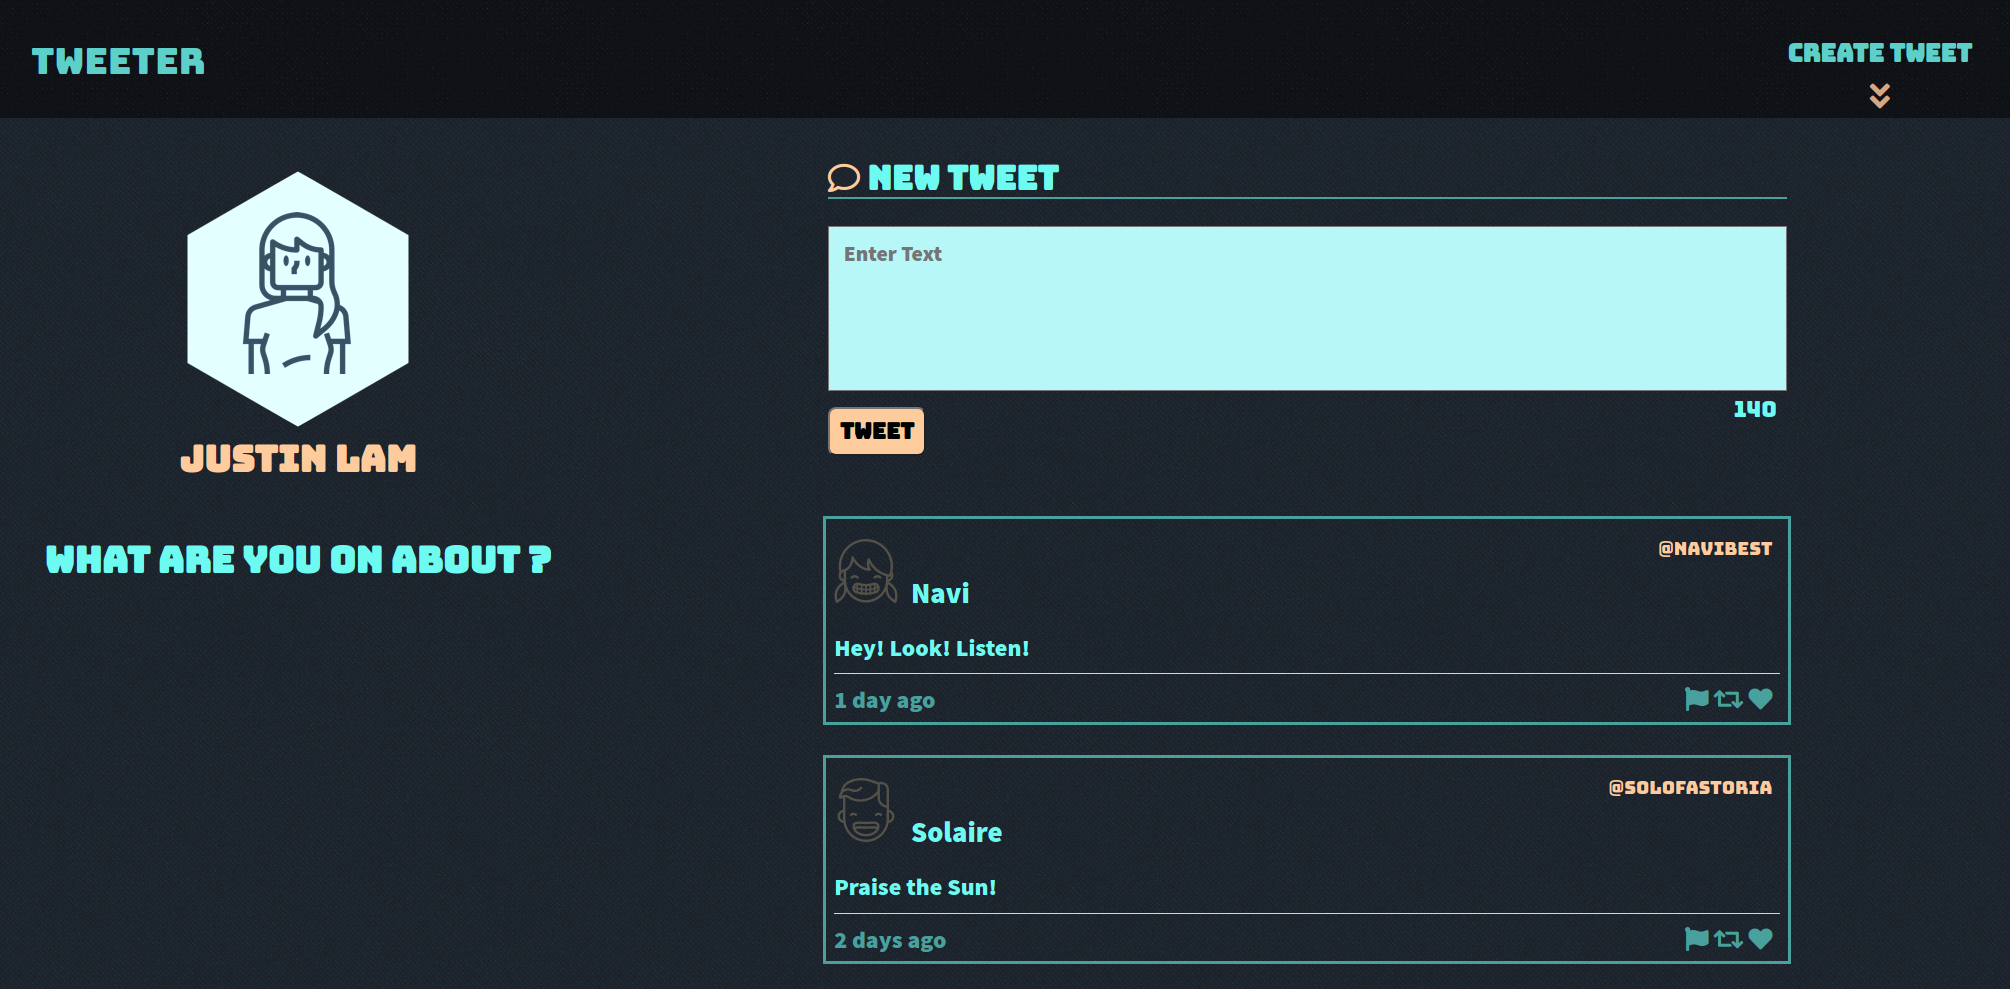 TWEETER
CREATE TWEET
JUSTIN LAM
WHAT ARE YOU ON ABOUT ?
NEW TWEET
Enter Text
TWEET
140
@NAVIBEST
Navi
Hey! Look! Listen!
1 day ago
@SOLOFASTORIA
Solaire
Praise the Sun!
2 days ago